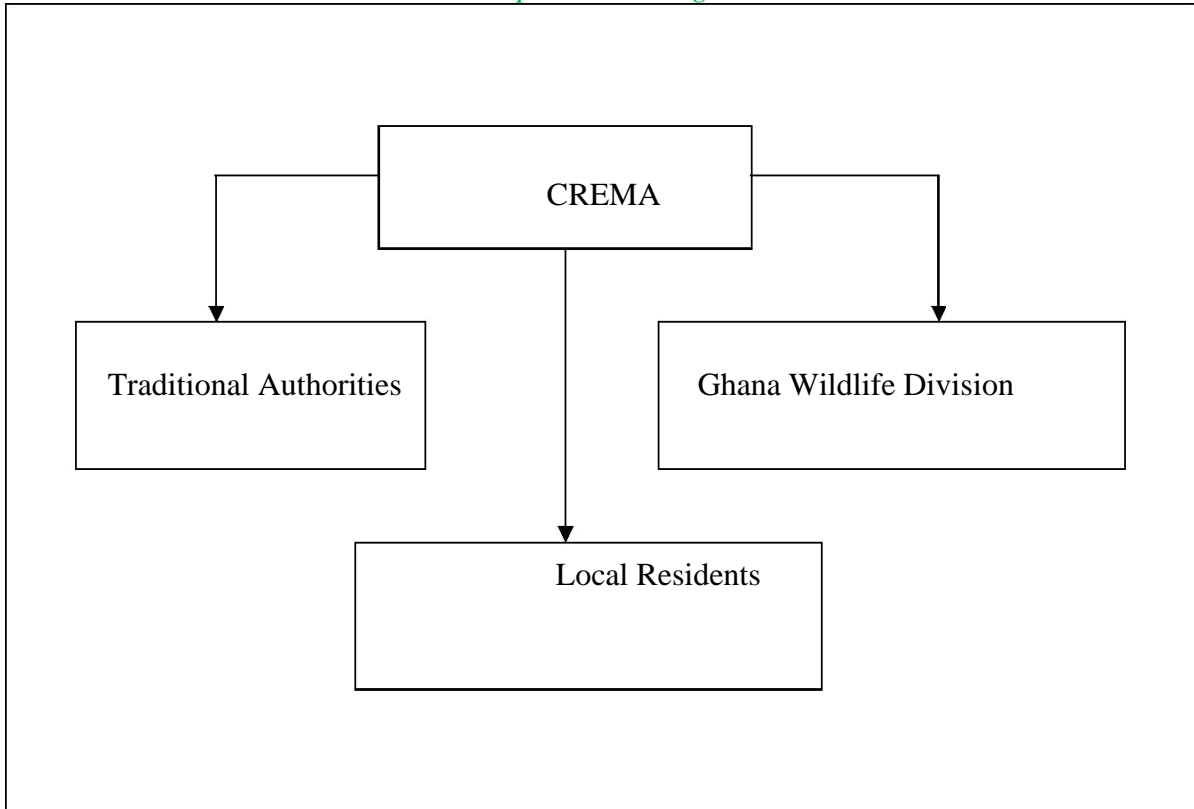 CREMA
Traditional Authorities
Ghana Wildlife Division
Local Residents